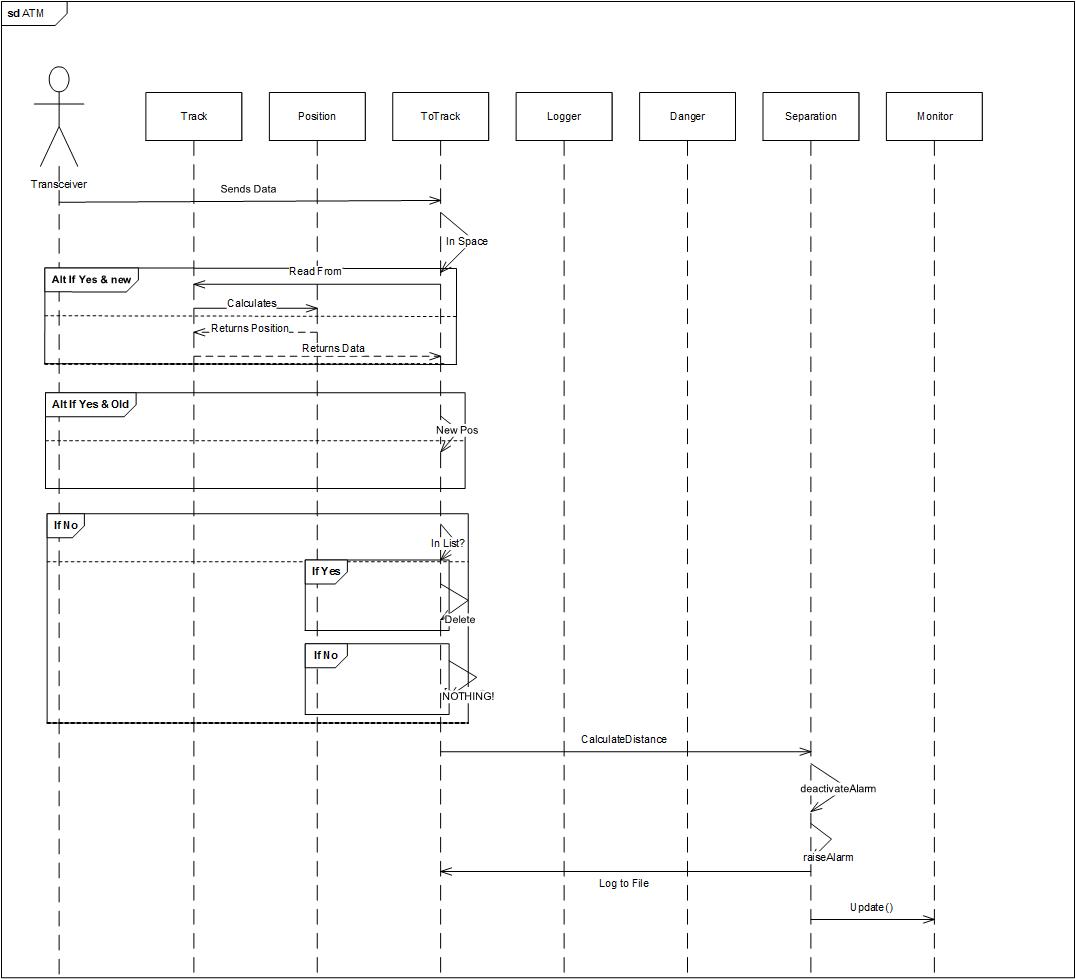 sd ATM
Transceiver
Track
Position
ToTrack
Logger
Danger
Separation
Monitor
Sends Data
In Space
Alt If Yes & new
Read From
Calculates
Returns Position
Returns Data
Alt If Yes & Old
New Pos
If No
In List?
If Yes
Delete
If No
NOTHING!
CalculateDistance
deactivateAlarm
raiseAlarm
Log to File
Update()